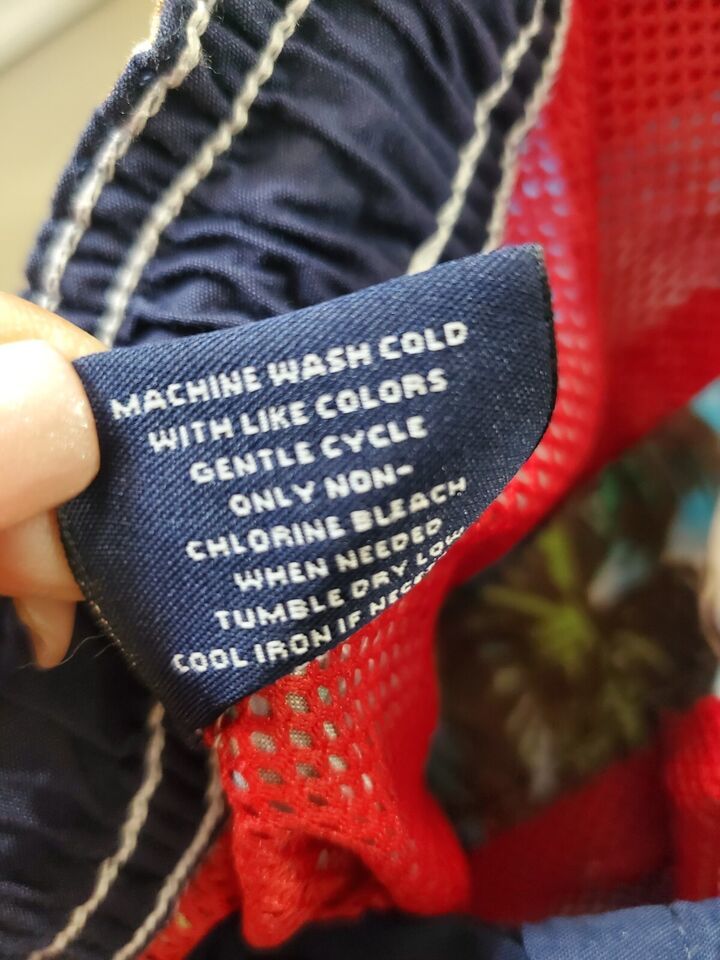 MACHINE WASH COLD
WITH LIKE COLORS
GENTLE CYCLE
ONLY NON-
CHLORINE BLEACH
WHEN NEEDED
TUMBLE DRY LOW
COOL IRON IF